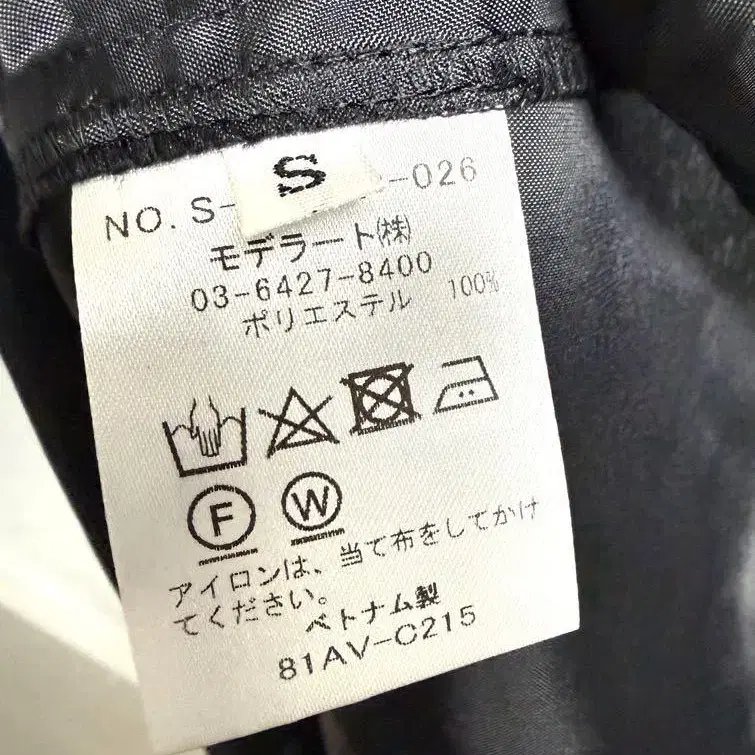 S
NO. S- -026
モデラート㈱
03-6427-8400
ポリエステル 100%
F W
アイロンは、当て布をしてかけ
てください。
ベトナム製
81AV-C215